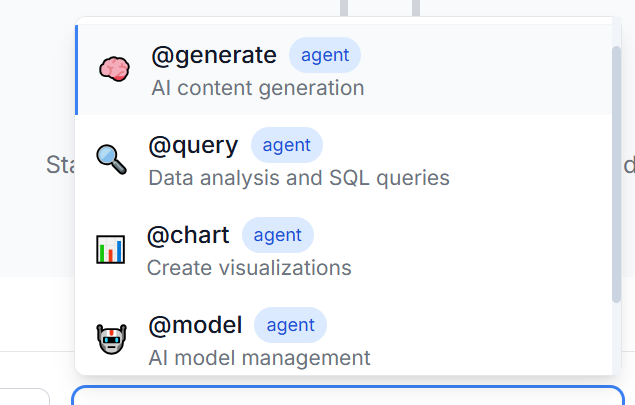 @generate agent
AI content generation
@query agent
Sta
Data analysis and SQL queries
d
@chart agent
Create visualizations
@model agent
AI model management